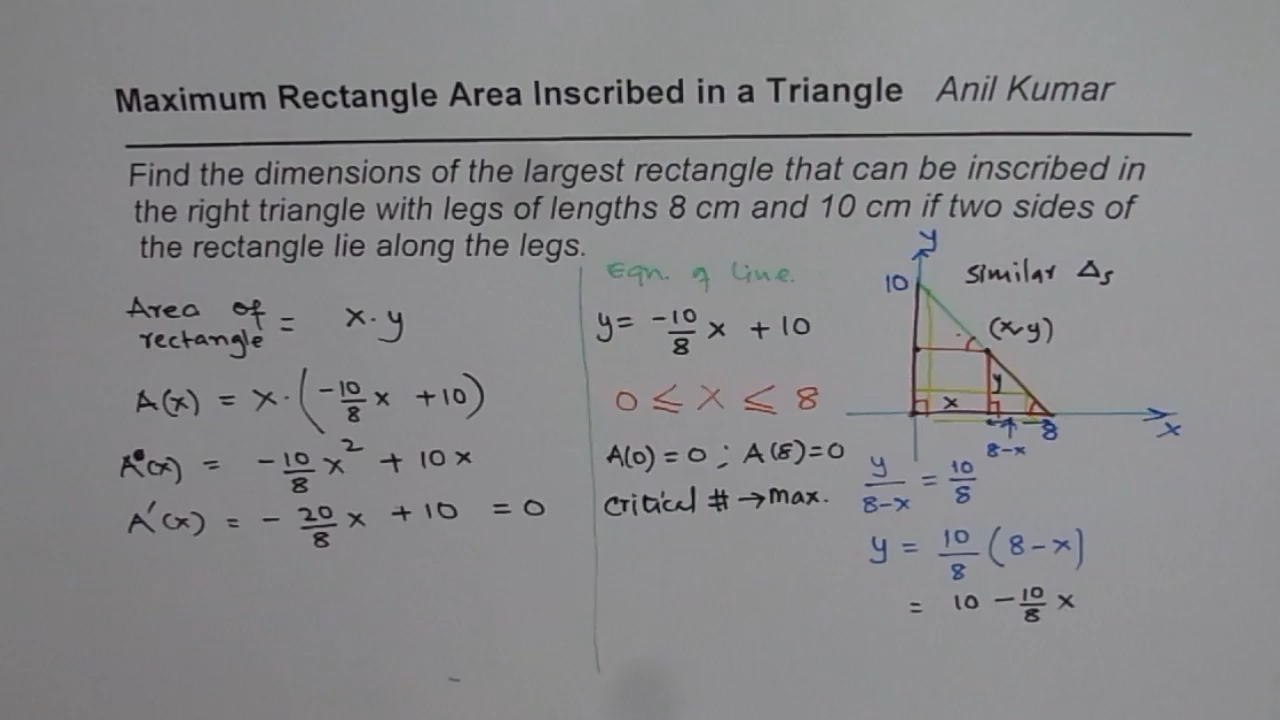 Maximum Rectangle Area Inscribed in a Triangle Anil Kumar
Find the dimensions of the largest rectangle that can be inscribed in
the right triangle with legs of lengths 8 cm and 10 cm if two sides of
the rectangle lie along the legs.
Area of rectangle = x·y
A(x) = x·(-10/8 x + 10)
A(x) = -10/8 x² + 10x
A'(x) = -20/8 x + 10 = 0
Eqn. of line.
y = -10/8 x + 10
0 ≤ x ≤ 8
A(0) = 0 ; A(8) = 0
critical # → max.
y
10
similar Δs
(x,y)
y
x
8
x
8-x
y/(8-x) = 10/8
y = 10/8 (8-x)
= 10 - 10/8 x